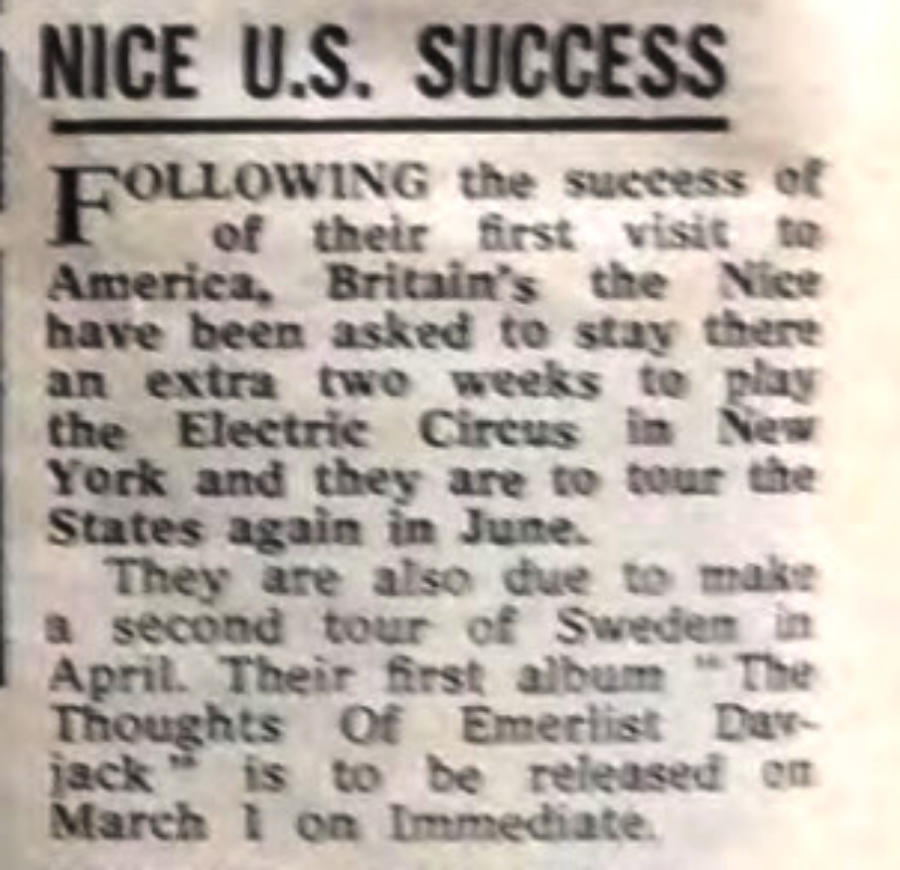 NICE U.S. SUCCESS
FOLLOWING the success of
of their first visit to
America, Britain's the Nice
have been asked to stay there
an extra two weeks to play
the Electric Circus in New
York and they are to tour the
States again in June.
They are also due to make
a second tour of Sweden in
April. Their first album "The
Thoughts Of Emerlist Dav-
jack" is to be released on
March 1 on Immediate.